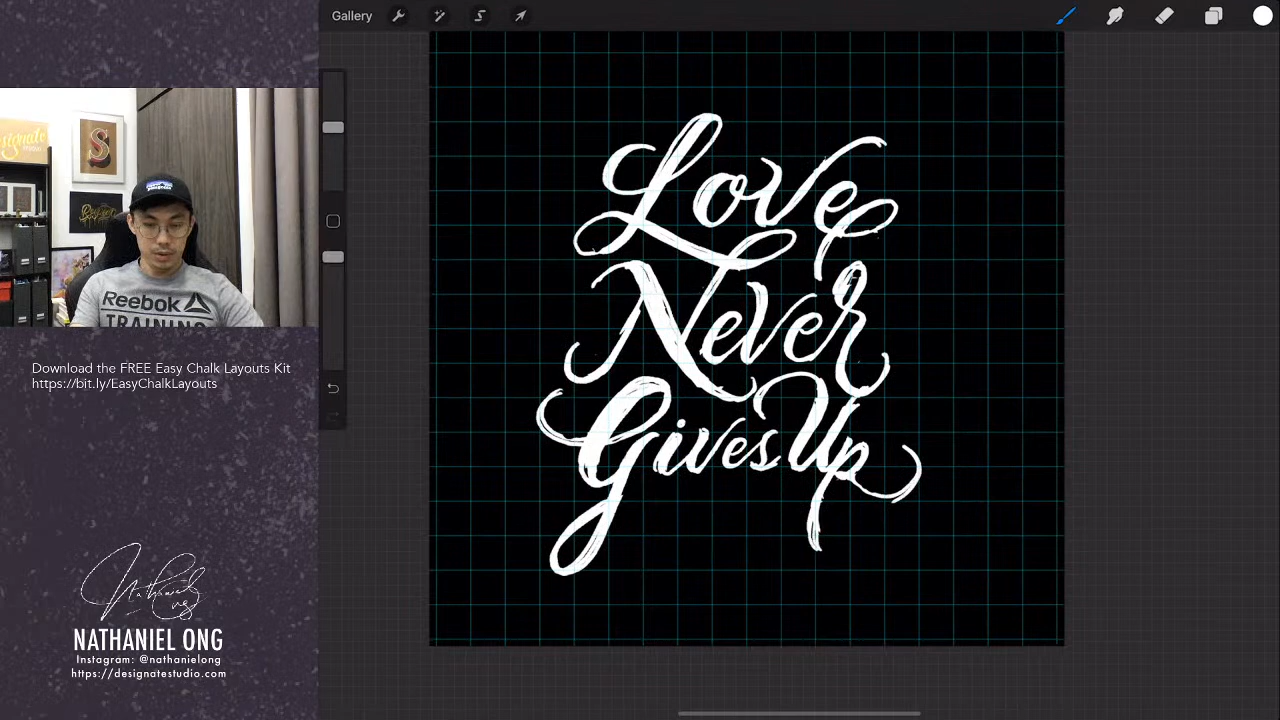 Gallery
Love
Never
Gives Up
Reebok
TRAINING
S
Download the FREE Easy Chalk Layouts Kit
https://bit.ly/EasyChalkLayouts
NATHANIEL ONG
Instagram: @nathanielong
https://designatestudio.com